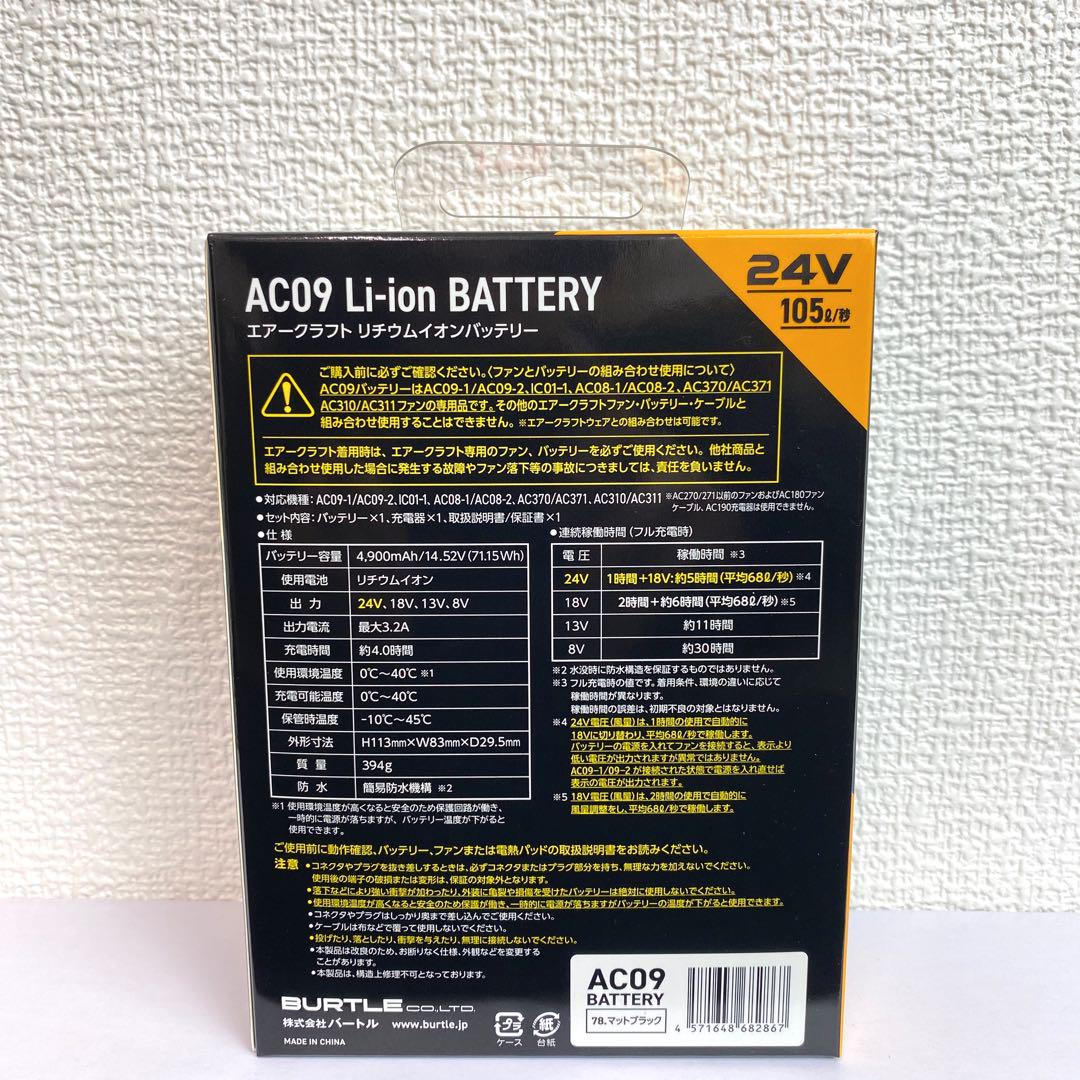 AC09 Li-ion BATTERY
エアークラフト リチウムイオンバッテリー
24V
105ℓ/秒
ご購入前に必ずご確認ください。〈ファンとバッテリーの組み合わせ使用について〉
AC09バッテリーはAC09-1/AC09-2、IC01-1、AC08-1/AC08-2、AC370/AC371
AC310/AC311ファンの専用品です。その他のエアークラフトファン・バッテリー・ケーブルと
組み合わせ使用することはできません。※エアークラフトウェアとの組み合わせは可能です。
エアークラフト着用時は、エアークラフト専用のファン、バッテリーを必ずご使用ください。他社商品と
組み合わせ使用した場合に発生する故障やファン落下等の事故につきましては、責任を負いません。
●対応機種：AC09-1/AC09-2、IC01-1、AC08-1/AC08-2、AC370/AC371、AC310/AC311 ※AC270/271以前のファンおよびAC180ファン
ケーブル、AC190充電器は使用できません。
●セット内容：バッテリー×1、充電器×1、取扱説明書/保証書×1
●仕様
バッテリー容量 4,900mAh/14.52V(71.15Wh)
使用電池 リチウムイオン
出力 24V、18V、13V、8V
出力電流 最大3.2A
充電時間 約4.0時間
使用環境温度 0℃〜40℃ ※1
充電可能温度 0℃〜40℃
保管時温度 -10℃〜45℃
外形寸法 H113mm×W83mm×D29.5mm
質量 394g
防水 簡易防水機構 ※2
※1 使用環境温度が高くなると安全のため保護回路が働き、
一時的に電源が落ちますが、バッテリー温度が下がると
使用できます。
●連続稼働時間（フル充電時）
電圧 稼働時間 ※3
24V 1時間＋18V：約5時間(平均68ℓ/秒)※4
18V 2時間＋約6時間(平均68ℓ/秒)※5
13V 約11時間
8V 約30時間
※2 水没時に防水構造を保証するものではありません。
※3 フル充電時の値です。着用条件、環境の違いに応じて
稼働時間が異なります。
稼働時間の誤差は、初期不良の対象とはなりません。
※4 24V電圧(風量)は、1時間の使用で自動的に
18Vに切り替わり、平均68ℓ/秒で稼働します。
バッテリーの電源を入れてファンを接続すると、表示より
低い電圧が出力されますが異常ではありません。
AC09-1/09-2 が接続された状態で電源を入れ直せば
表示の電圧が出力されます。
※5 18V電圧(風量)は、2時間の使用で自動的に
風量調整をし、平均68ℓ/秒で稼働します。
ご使用前に動作確認、バッテリー、ファンまたは電熱パッドの取扱説明書をお読みください。
注意 ●コネクタやプラグを抜き差しするときは、必ずコネクタまたはプラグ部分を持ち、無理な力を加えないでください。
使用後の端子の破損または変形は、保証の対象外となります。
●落下などにより強い衝撃が加わったり、外装に亀裂や損傷を受けたバッテリーは絶対に使用しないでください。
●使用環境温度が高くなると安全のため保護が働き、一時的に電源が落ちますがバッテリーの温度が下がると使用できます。
●コネクタやプラグはしっかり奥まで差し込んでご使用ください。
●ケーブルは布などで覆って使用しないでください。
●投げたり、落としたり、衝撃を与えたり、無理に接続しないでください。
●本製品は改良のため、お断りなく仕様、外観などを変更する
ことがあります。
●本製品は、構造上修理不可となっております。
BURTLE CO.,LTD.
株式会社バートル www.burtle.jp
MADE IN CHINA
プラ
ケース
紙
台紙
AC09
BATTERY
78.マットブラック
4 571648 682867